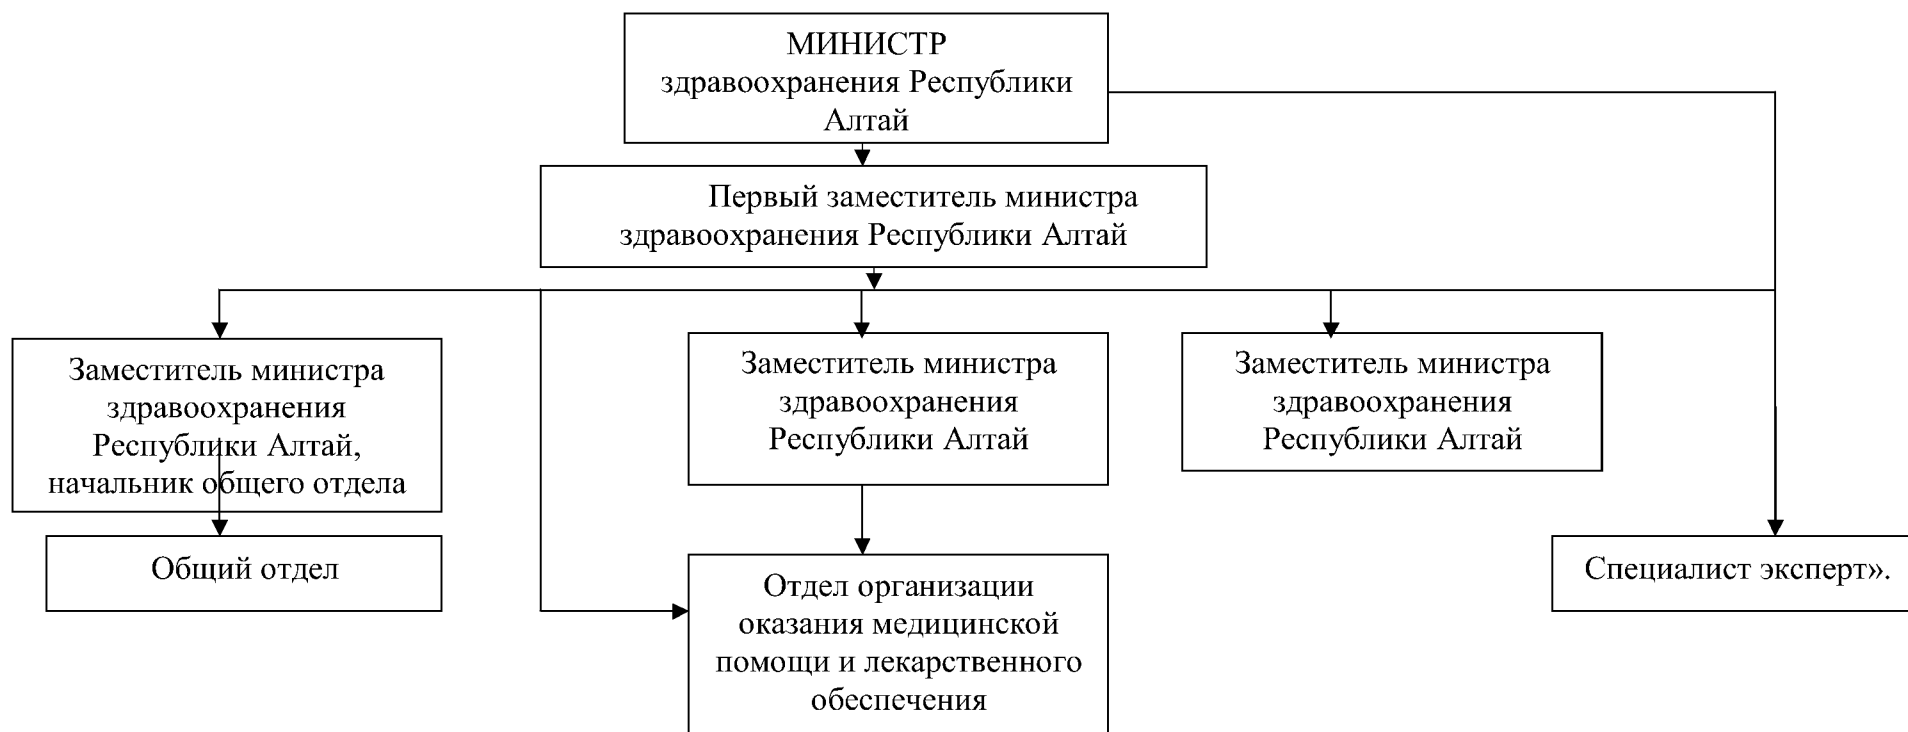 МИНИСТР
здравоохранения Республики
Алтай
Первый заместитель министра
здравоохранения Республики Алтай
Заместитель министра
здравоохранения
Республики Алтай,
начальник общего отдела
Заместитель министра
здравоохранения
Республики Алтай
Заместитель министра
здравоохранения
Республики Алтай
Общий отдел
Отдел организации
оказания медицинской
помощи и лекарственного
обеспечения
Специалист эксперт».